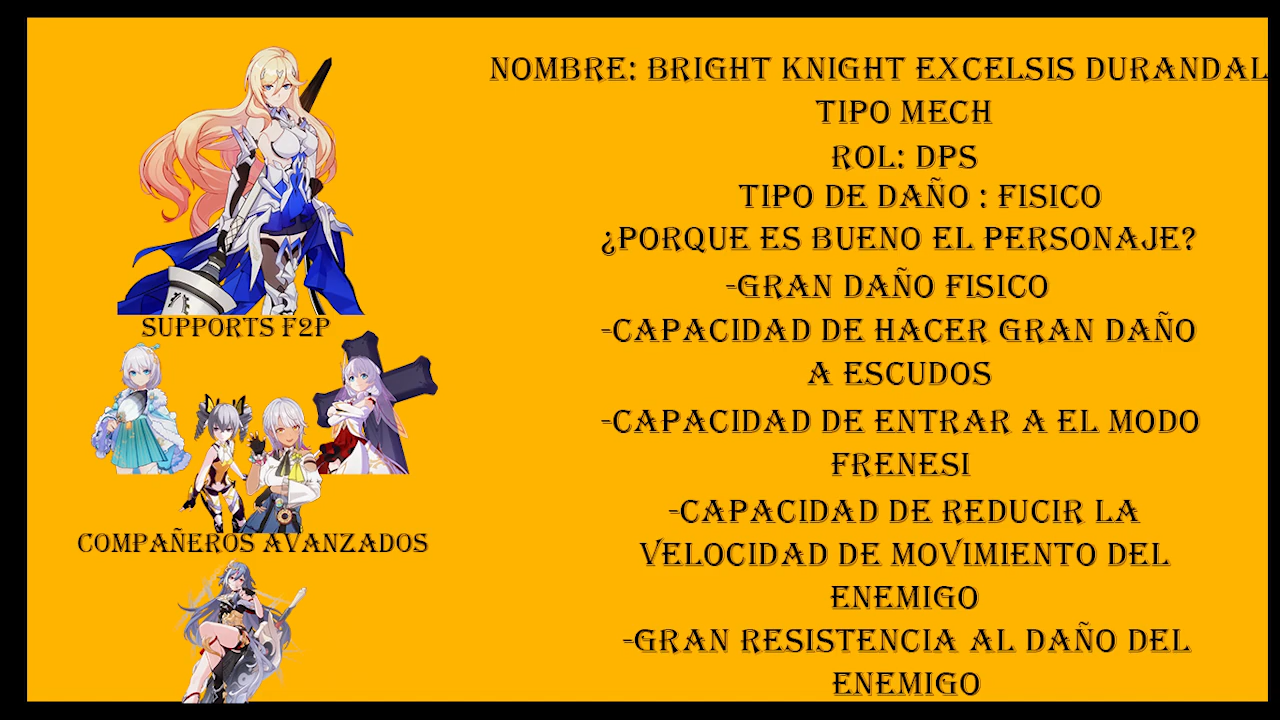 NOMBRE: BRIGHT KNIGHT EXCELSIS DURANDAL
TIPO MECH
ROL: DPS
TIPO DE DAÑO : FISICO
¿PORQUE ES BUENO EL PERSONAJE?
-GRAN DAÑO FISICO
-CAPACIDAD DE HACER GRAN DAÑO
A ESCUDOS
-CAPACIDAD DE ENTRAR A EL MODO
FRENESI
-CAPACIDAD DE REDUCIR LA
VELOCIDAD DE MOVIMIENTO DEL
ENEMIGO
-GRAN RESISTENCIA AL DAÑO DEL
ENEMIGO
SUPPORTS F2P
COMPAÑEROS AVANZADOS